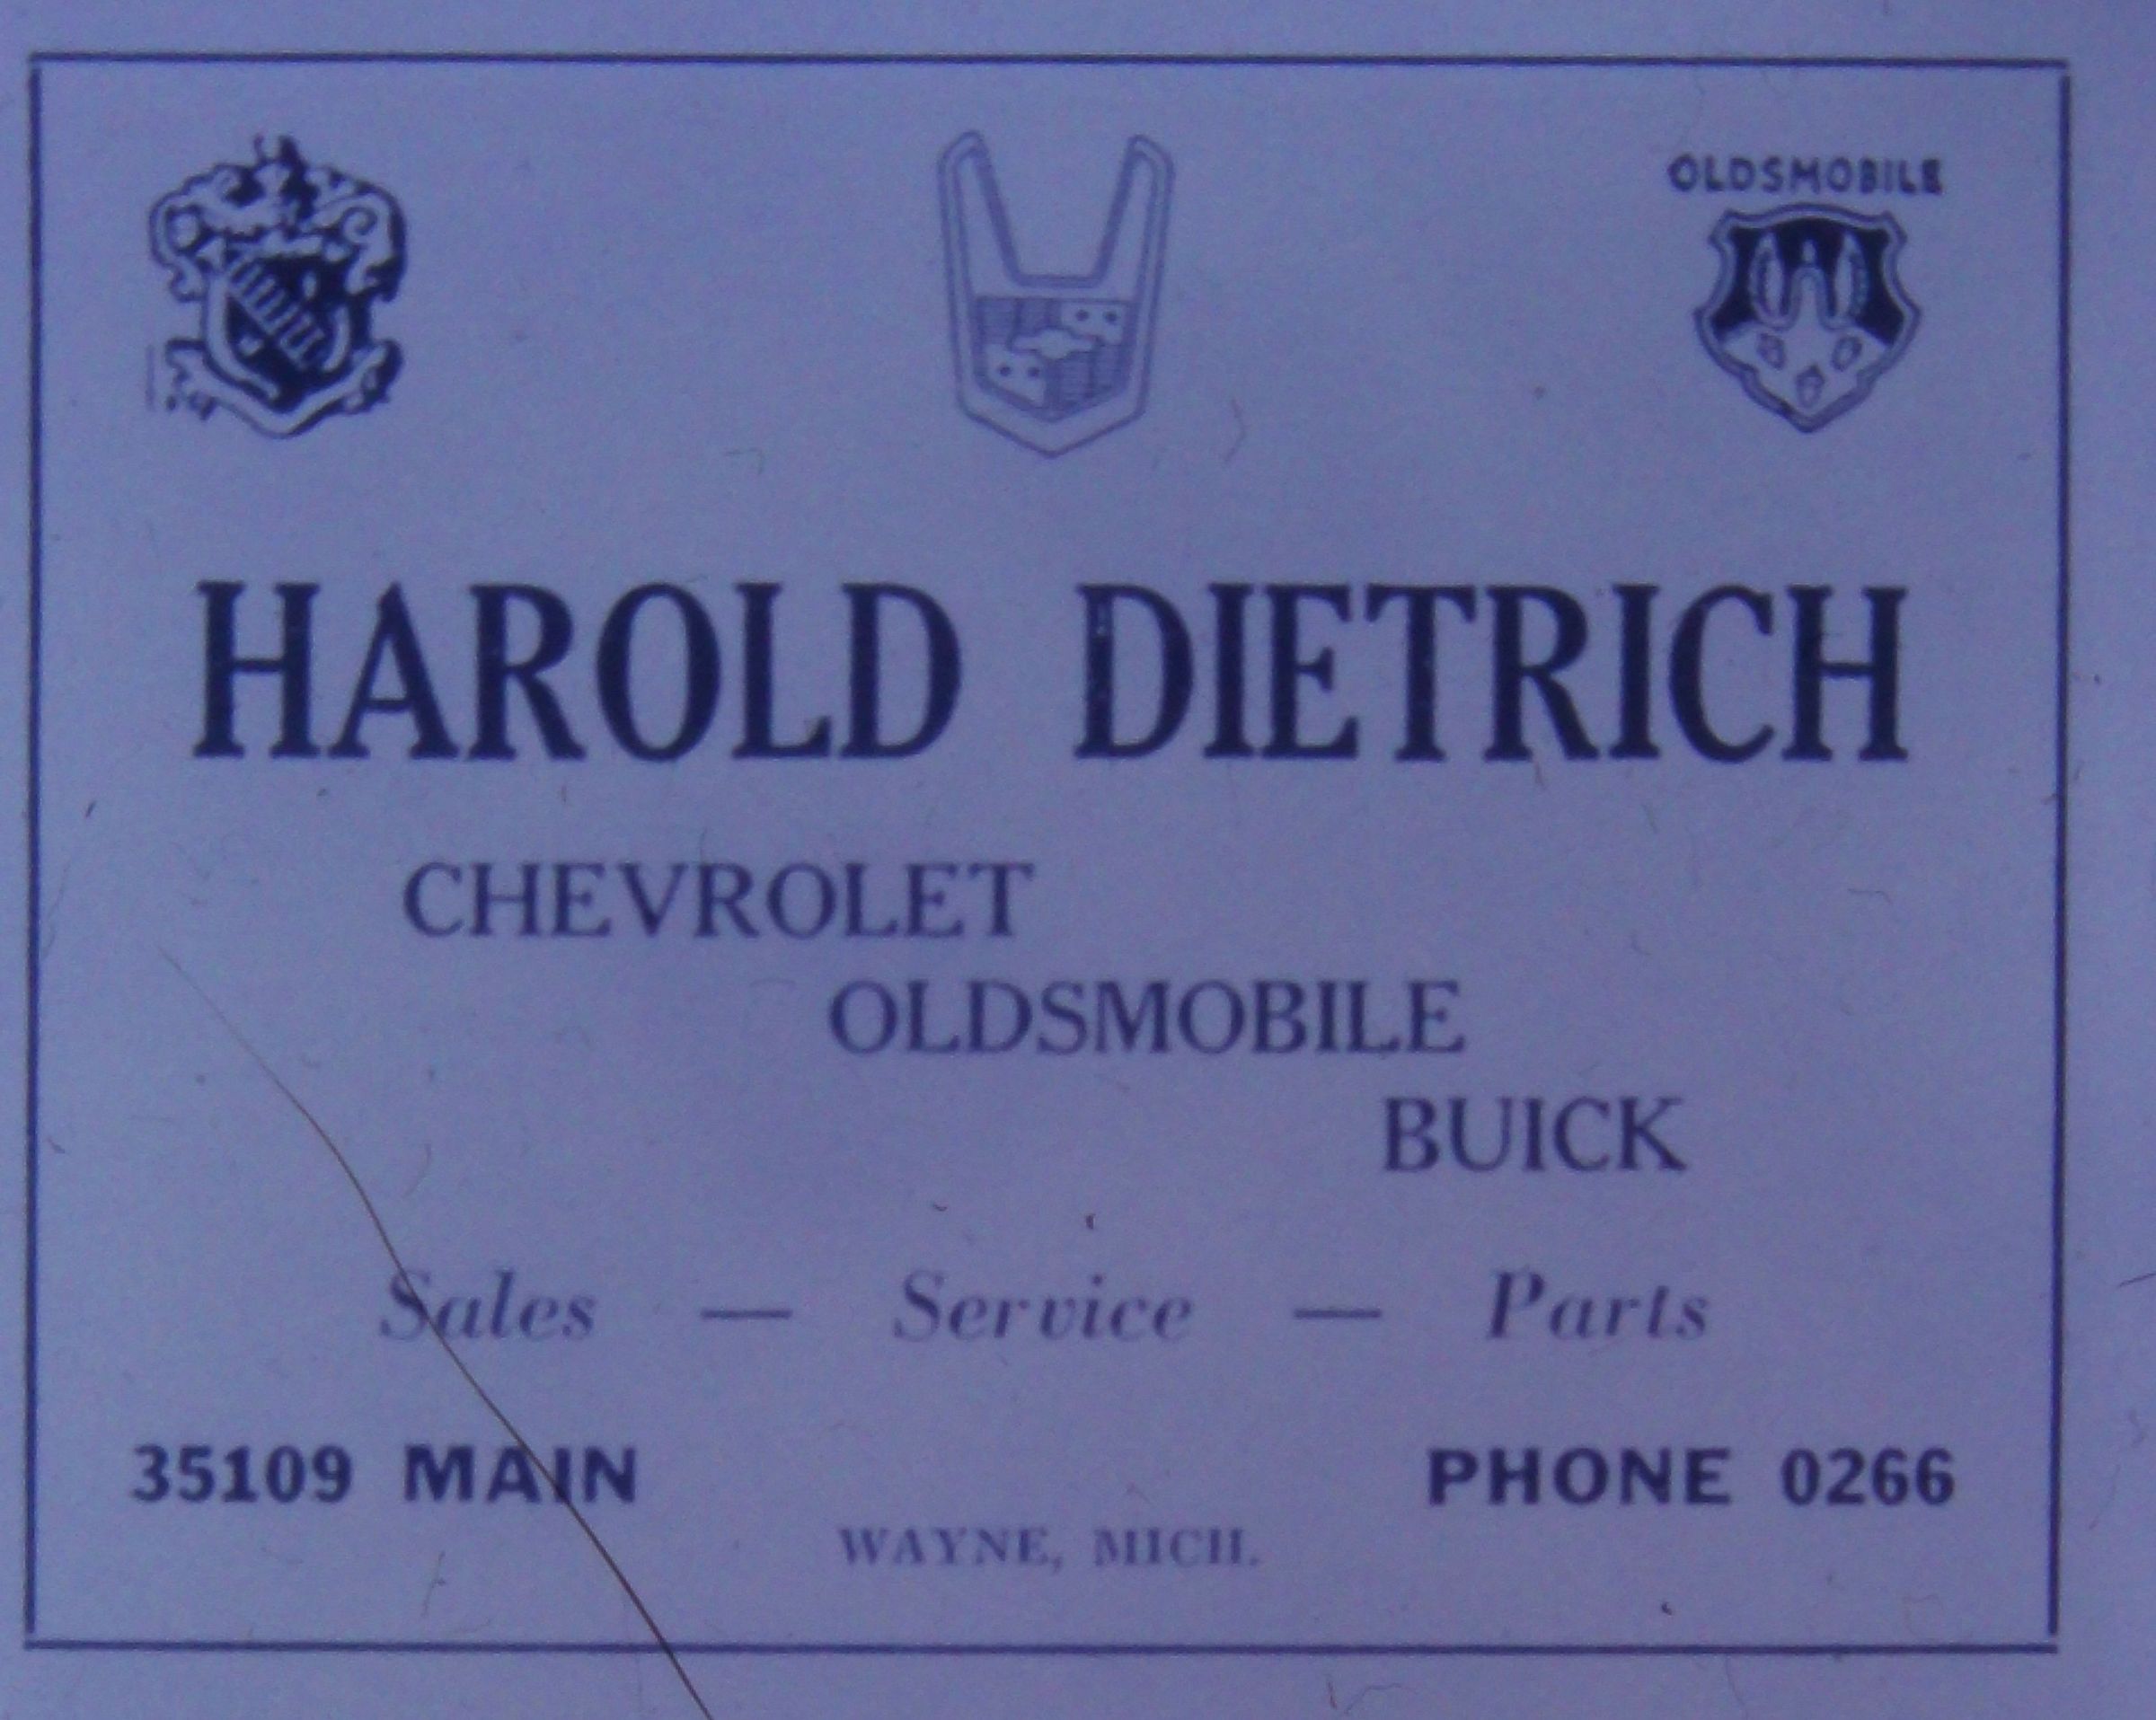 OLDSMOBILE
HAROLD DIETRICH
CHEVROLET
OLDSMOBILE
BUICK
Sales — Service — Parts
35109 MAIN PHONE 0266
WAYNE, MICH.